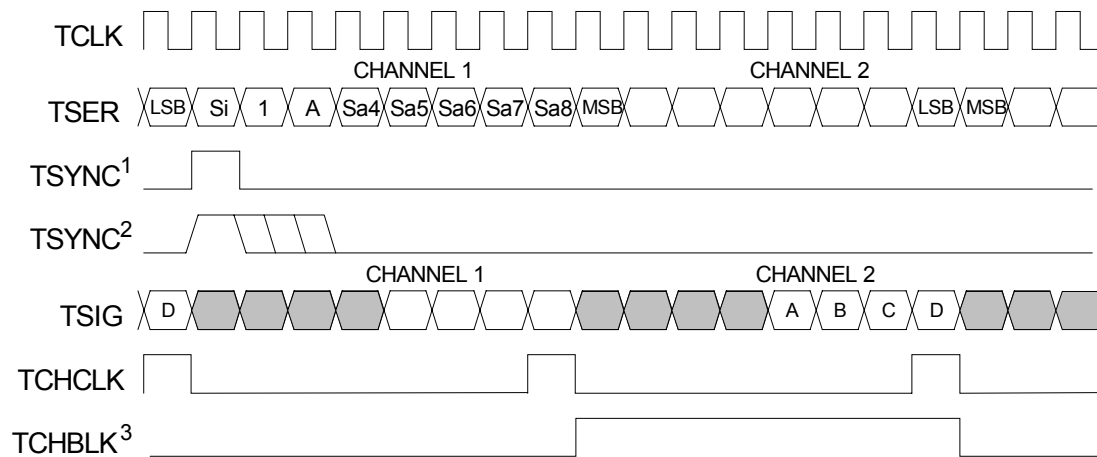 TCLK
CHANNEL 1 CHANNEL 2
TSER LSB Si 1 A Sa4 Sa5 Sa6 Sa7 Sa8 MSB LSB MSB
TSYNC1
TSYNC2
CHANNEL 1 CHANNEL 2
TSIG D A B C D
TCHCLK
TCHBLK3